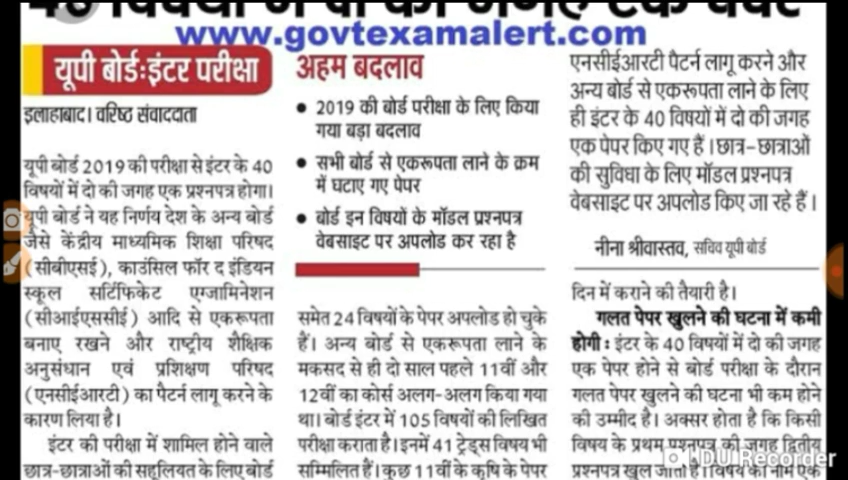 40 विषयों में दो की जगह एक पेपर
www.govtexamalert.com
यूपी बोर्ड:इंटर परीक्षा
इलाहाबाद। वरिष्ठ संवाददाता
यूपी बोर्ड 2019 की परीक्षा से इंटर के 40
विषयों में दो की जगह एक प्रश्नपत्र होगा।
यूपी बोर्ड ने यह निर्णय देश के अन्य बोर्ड
जैसे केंद्रीय माध्यमिक शिक्षा परिषद
(सीबीएसई), काउंसिल फॉर द इंडियन
स्कूल सर्टिफिकेट एग्जामिनेशन
(सीआईएससीई) आदि से एकरूपता
बनाए रखने और राष्ट्रीय शैक्षिक
अनुसंधान एवं प्रशिक्षण परिषद
(एनसीईआरटी) का पैटर्न लागू करने के
कारण लिया है।
इंटर की परीक्षा में शामिल होने वाले
छात्र-छात्राओं की सहूलियत के लिए बोर्ड
अहम बदलाव
• 2019 की बोर्ड परीक्षा के लिए किया
गया बड़ा बदलाव
• सभी बोर्ड से एकरूपता लाने के क्रम
में घटाए गए पेपर
• बोर्ड इन विषयों के मॉडल प्रश्नपत्र
वेबसाइट पर अपलोड कर रहा है
समेत 24 विषयों के पेपर अपलोड हो चुके
हैं। अन्य बोर्ड से एकरूपता लाने के
मकसद से ही दो साल पहले 11वीं और
12वीं का कोर्स अलग-अलग किया गया
था। बोर्ड इंटर में 105 विषयों की लिखित
परीक्षा कराता है। इनमें 41 ट्रेड्स विषय भी
सम्मिलित हैं। कुछ 11वीं के कृषि के पेपर
एनसीईआरटी पैटर्न लागू करने और
अन्य बोर्ड से एकरूपता लाने के लिए
ही इंटर के 40 विषयों में दो की जगह
एक पेपर किए गए हैं। छात्र-छात्राओं
की सुविधा के लिए मॉडल प्रश्नपत्र
वेबसाइट पर अपलोड किए जा रहे हैं।
नीना श्रीवास्तव, सचिव यूपी बोर्ड
दिन में कराने की तैयारी है।
गलत पेपर खुलने की घटना में कमी
होगी : इंटर के 40 विषयों में दो की जगह
एक पेपर होने से बोर्ड परीक्षा के दौरान
गलत पेपर खुलने की घटना भी कम होने
की उम्मीद है। अक्सर होता है कि किसी
विषय के प्रथम प्रश्नपत्र की जगह द्वितीय
प्रश्नपत्र खुल जाता है। विषय का नाम एक
DU Recorder